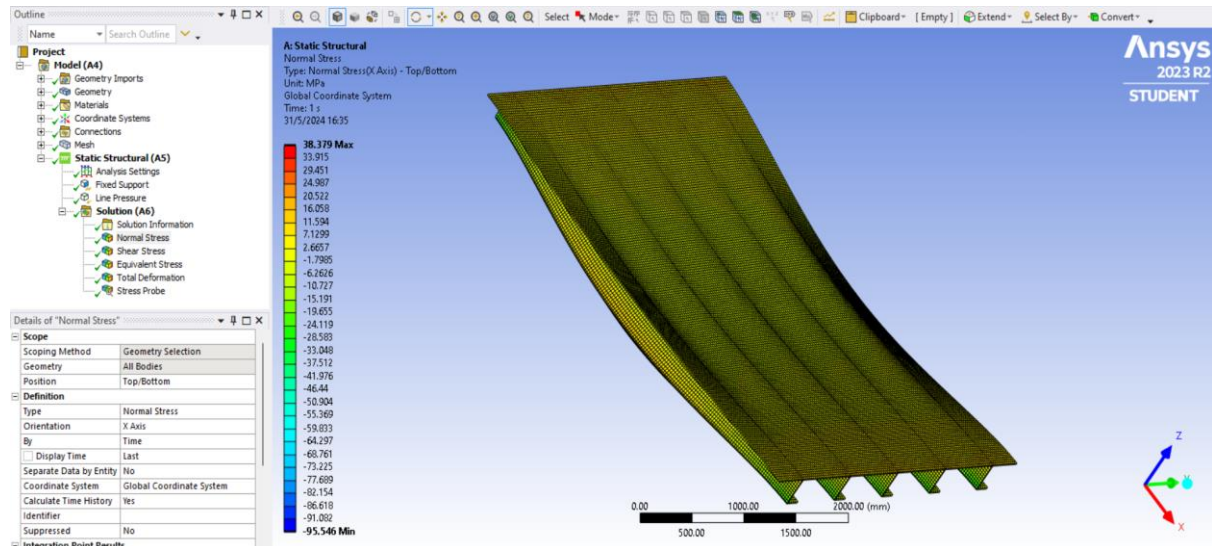 Outline
Name
Search Outline
Project
Model (A4)
Geometry Imports
Geometry
Materials
Coordinate Systems
Connections
Mesh
Static Structural (A5)
Analysis Settings
Fixed Support
Line Pressure
Solution (A6)
Solution Information
Normal Stress
Shear Stress
Equivalent Stress
Total Deformation
Stress Probe
Details of "Normal Stress"
Scope
Scoping Method Geometry Selection
Geometry All Bodies
Position Top/Bottom
Definition
Type Normal Stress
Orientation X Axis
By Time
Display Time Last
Separate Data by Entity No
Coordinate System Global Coordinate System
Calculate Time History Yes
Identifier
Suppressed No
Integration Point Results
Select Mode Clipboard [Empty] Extend Select By Convert
A: Static Structural
Normal Stress
Type: Normal Stress(X Axis) - Top/Bottom
Unit: MPa
Global Coordinate System
Time: 1 s
31/5/2024 16:35
38.379 Max
33.915
29.451
24.987
20.522
16.058
11.594
7.1299
2.6657
-1.7985
-6.2626
-10.727
-15.191
-19.655
-24.119
-28.583
-33.048
-37.512
-41.976
-46.44
-50.904
-55.369
-59.833
-64.297
-68.761
-73.225
-77.689
-82.154
-86.618
-91.082
-95.546 Min
Ansys
2023 R2
STUDENT
0.00 1000.00 2000.00 (mm)
500.00 1500.00
Z
X